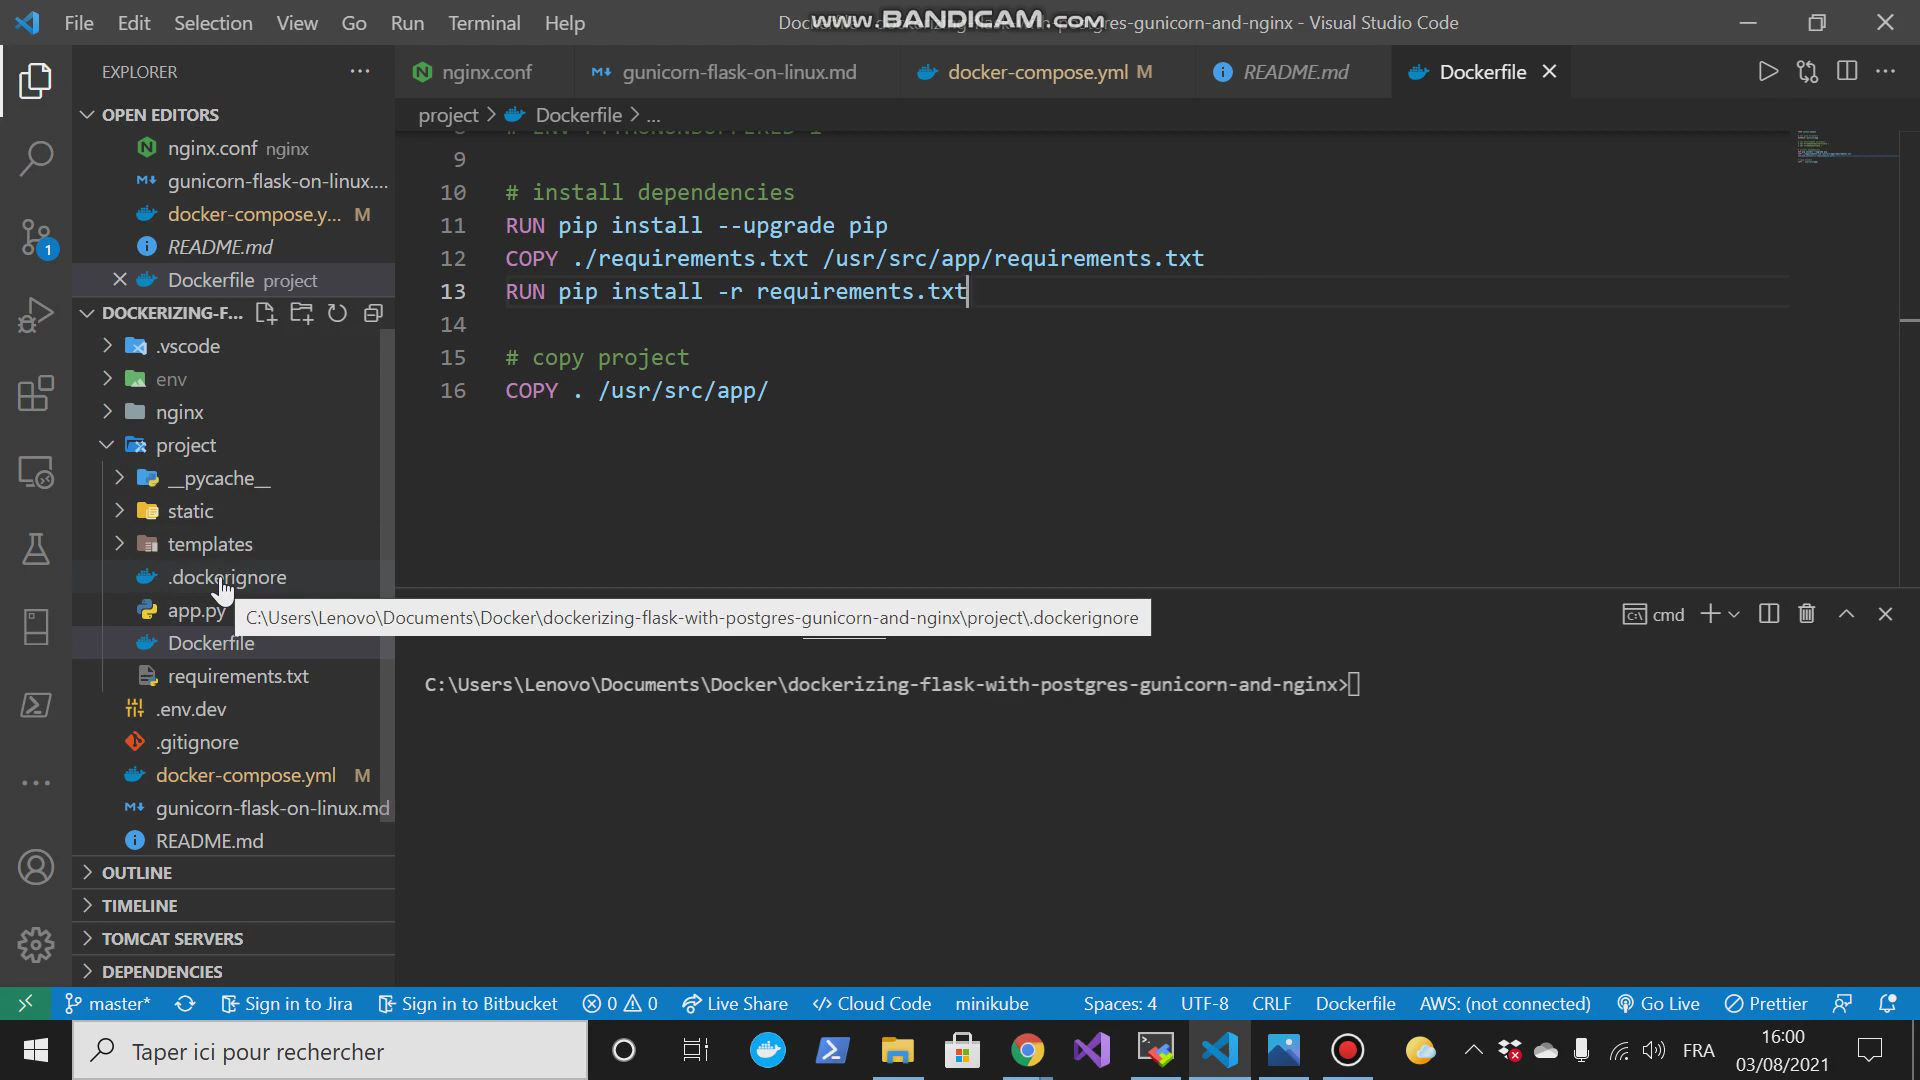 File Edit Selection View Go Run Terminal Help
www.BANDICAM.com
-postgres-gunicorn-and-nginx - Visual Studio Code
EXPLORER
nginx.conf
gunicorn-flask-on-linux.md
docker-compose.yml M
README.md
Dockerfile
OPEN EDITORS
nginx.conf nginx
gunicorn-flask-on-linux....
docker-compose.y... M
README.md
Dockerfile project
DOCKERIZING-F...
.vscode
env
nginx
project
__pycache__
static
templates
.dockerignore
app.py
Dockerfile
requirements.txt
.env.dev
.gitignore
docker-compose.yml M
gunicorn-flask-on-linux.md
README.md
OUTLINE
TIMELINE
TOMCAT SERVERS
DEPENDENCIES
project > Dockerfile > ...
9
10 # install dependencies
11 RUN pip install --upgrade pip
12 COPY ./requirements.txt /usr/src/app/requirements.txt
13 RUN pip install -r requirements.txt
14
15 # copy project
16 COPY . /usr/src/app/
C:\Users\Lenovo\Documents\Docker\dockerizing-flask-with-postgres-gunicorn-and-nginx\project\.dockerignore
cmd
C:\Users\Lenovo\Documents\Docker\dockerizing-flask-with-postgres-gunicorn-and-nginx>
1
master* Sign in to Jira Sign in to Bitbucket 0 0 Live Share Cloud Code minikube Spaces: 4 UTF-8 CRLF Dockerfile AWS: (not connected) Go Live Prettier
Taper ici pour rechercher
FRA
16:00
03/08/2021